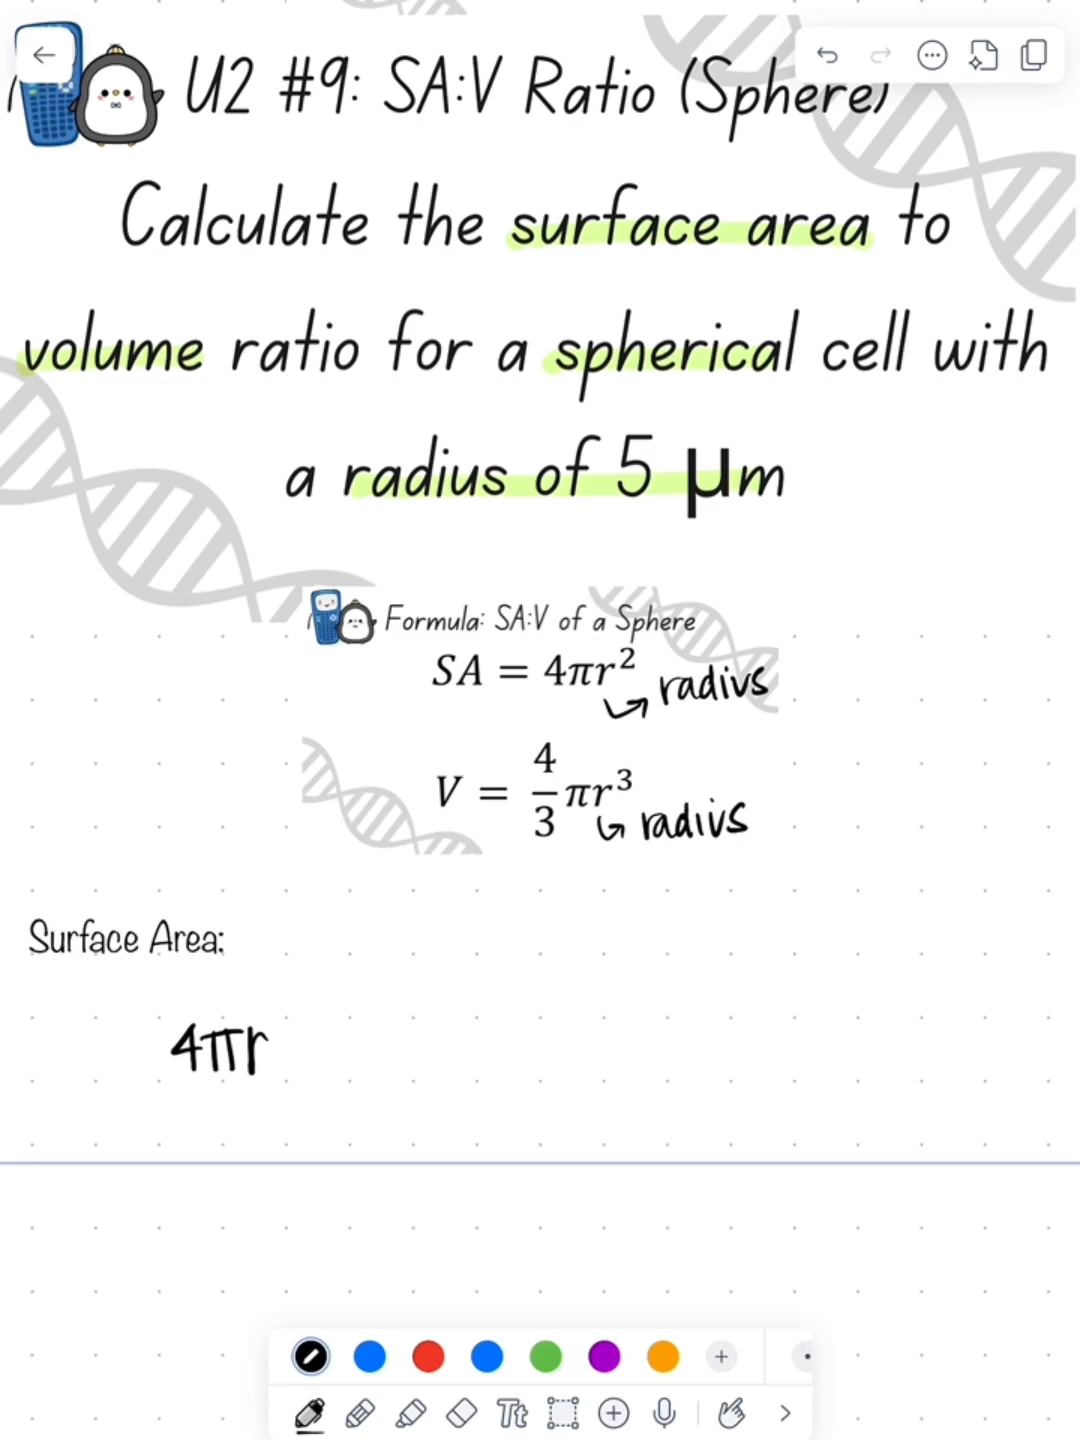 U2 #9: SA:V Ratio (Sphere)
Calculate the surface area to
volume ratio for a spherical cell with
a radius of 5 μm
Formula: SA:V of a Sphere
SA = 4πr²
radius
V = 4/3 πr³
radius
Surface Area:
4πr
Tt